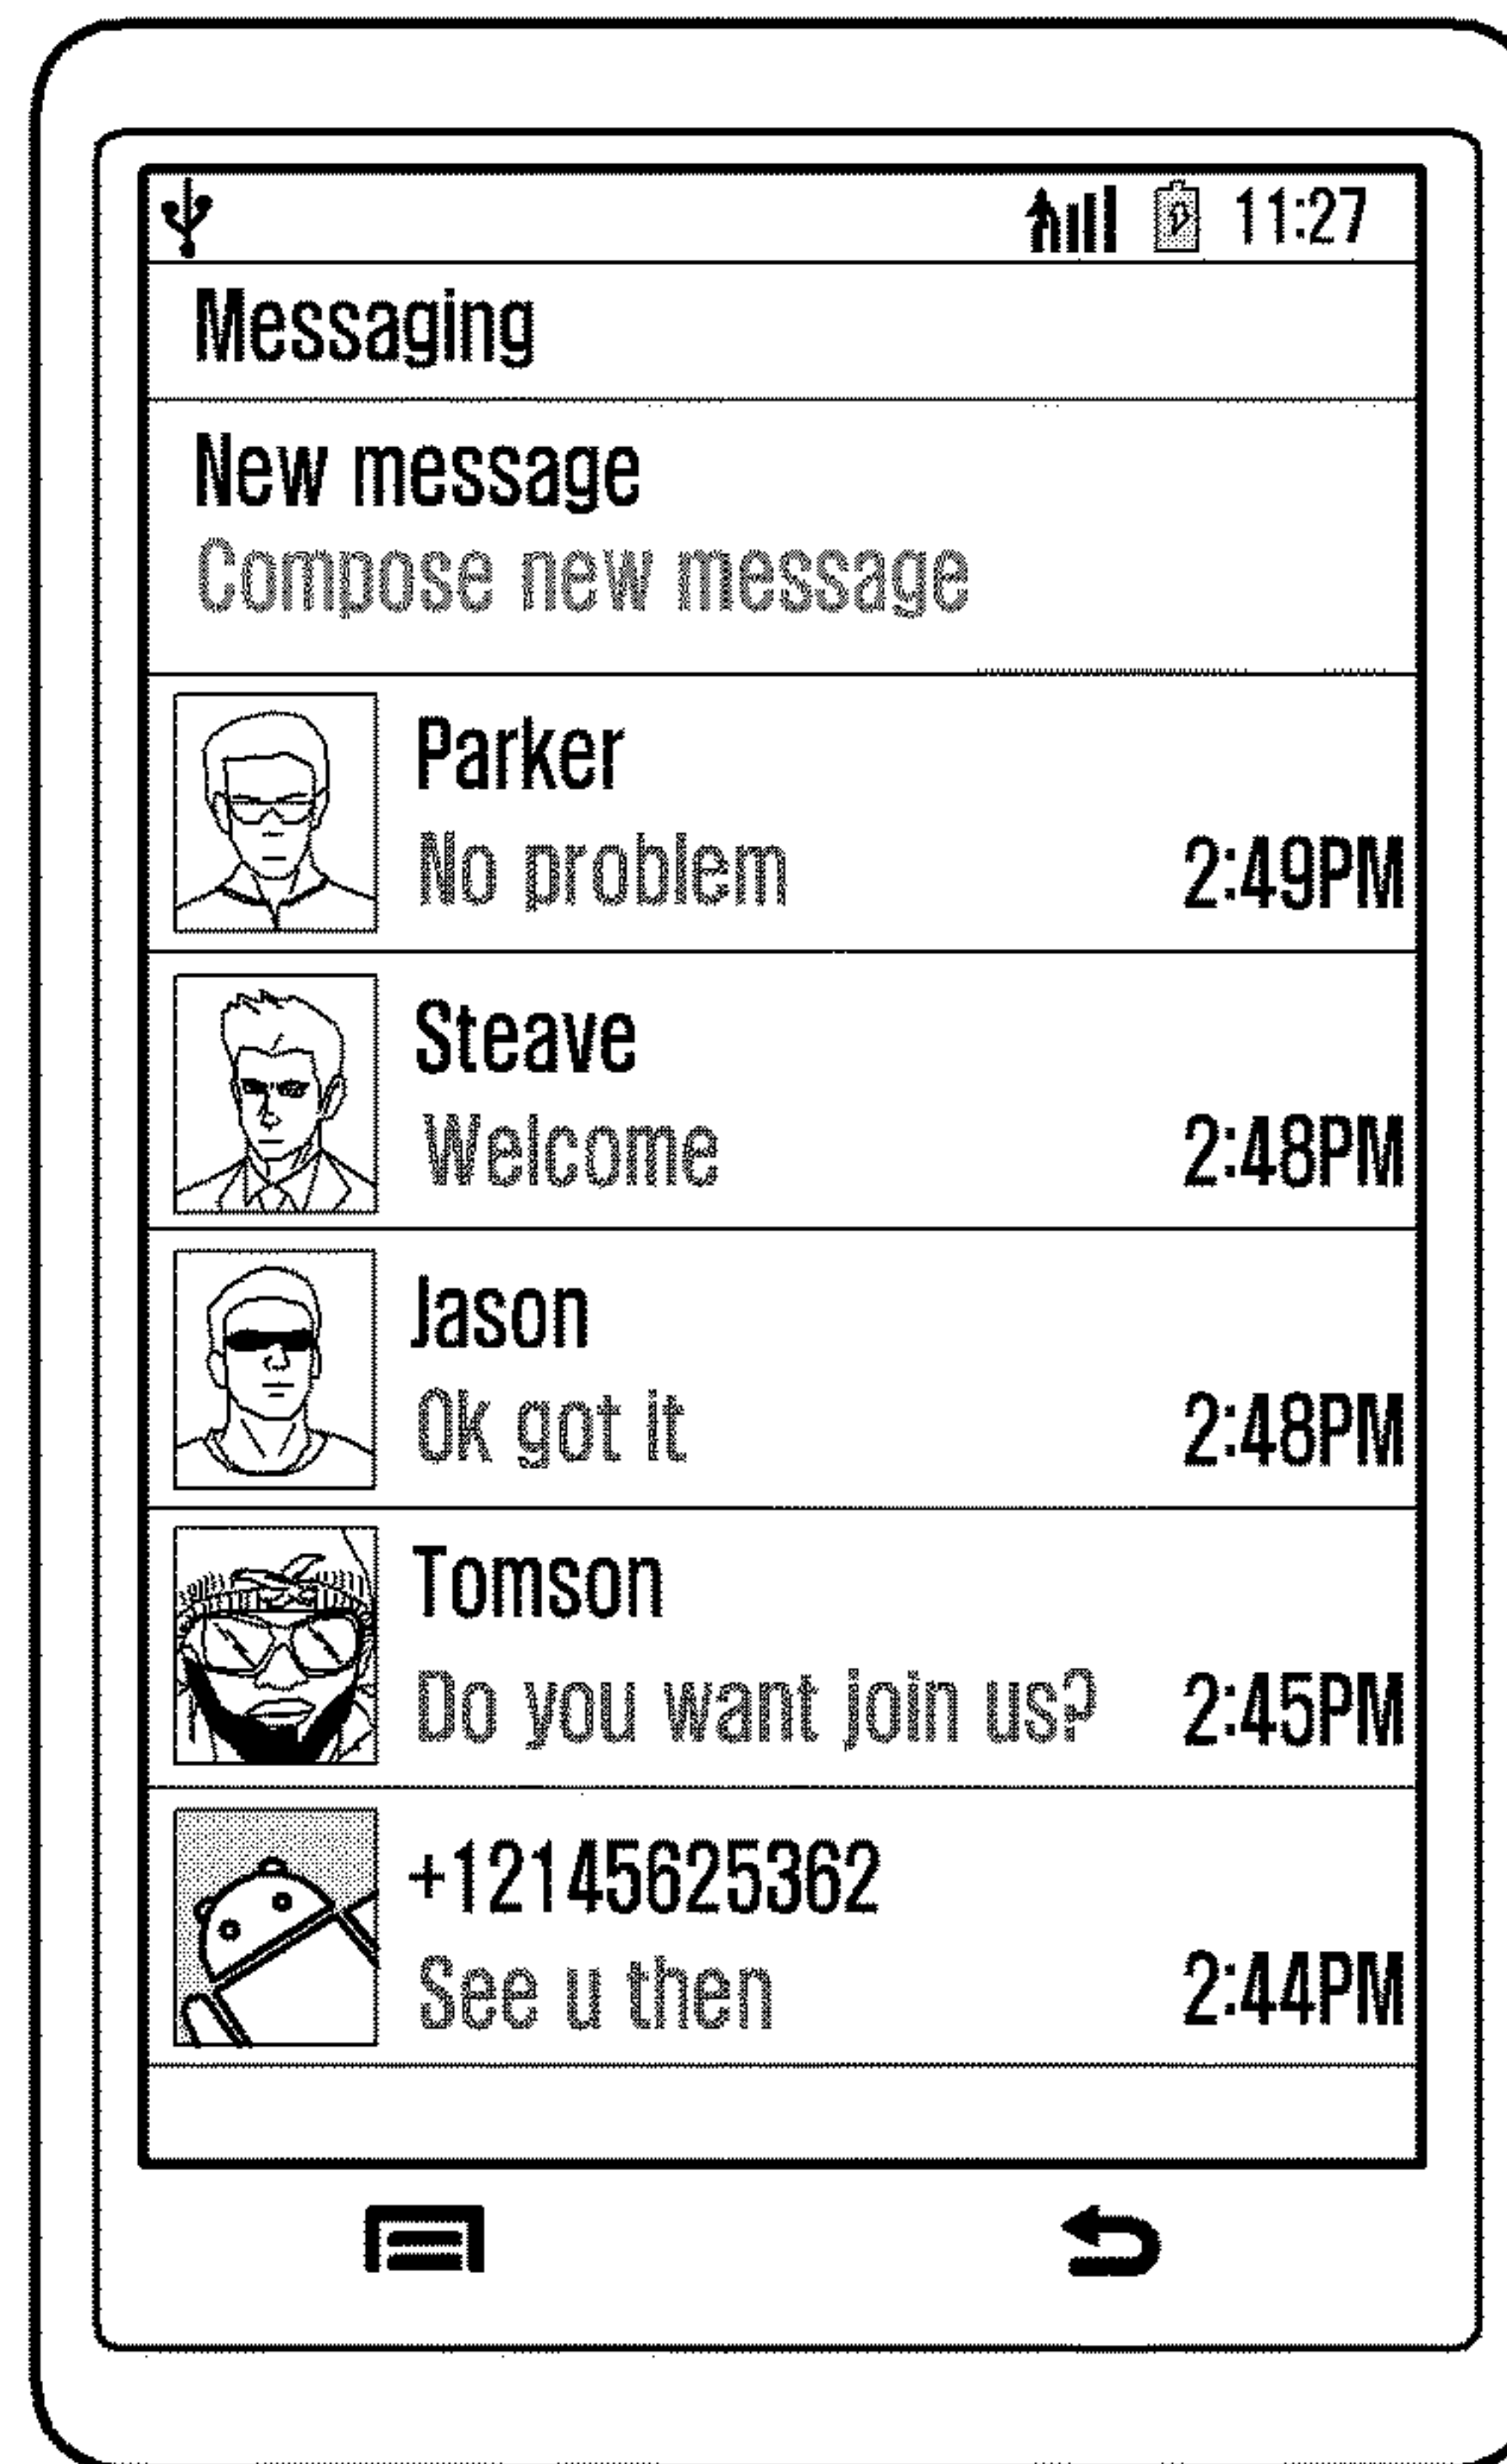 11:27
Messaging
New message
Compose new message
Parker
No problem 2:49PM
Steave
Welcome 2:48PM
Jason
Ok got it 2:48PM
Tomson
Do you want join us? 2:45PM
+12145625362
See u then 2:44PM